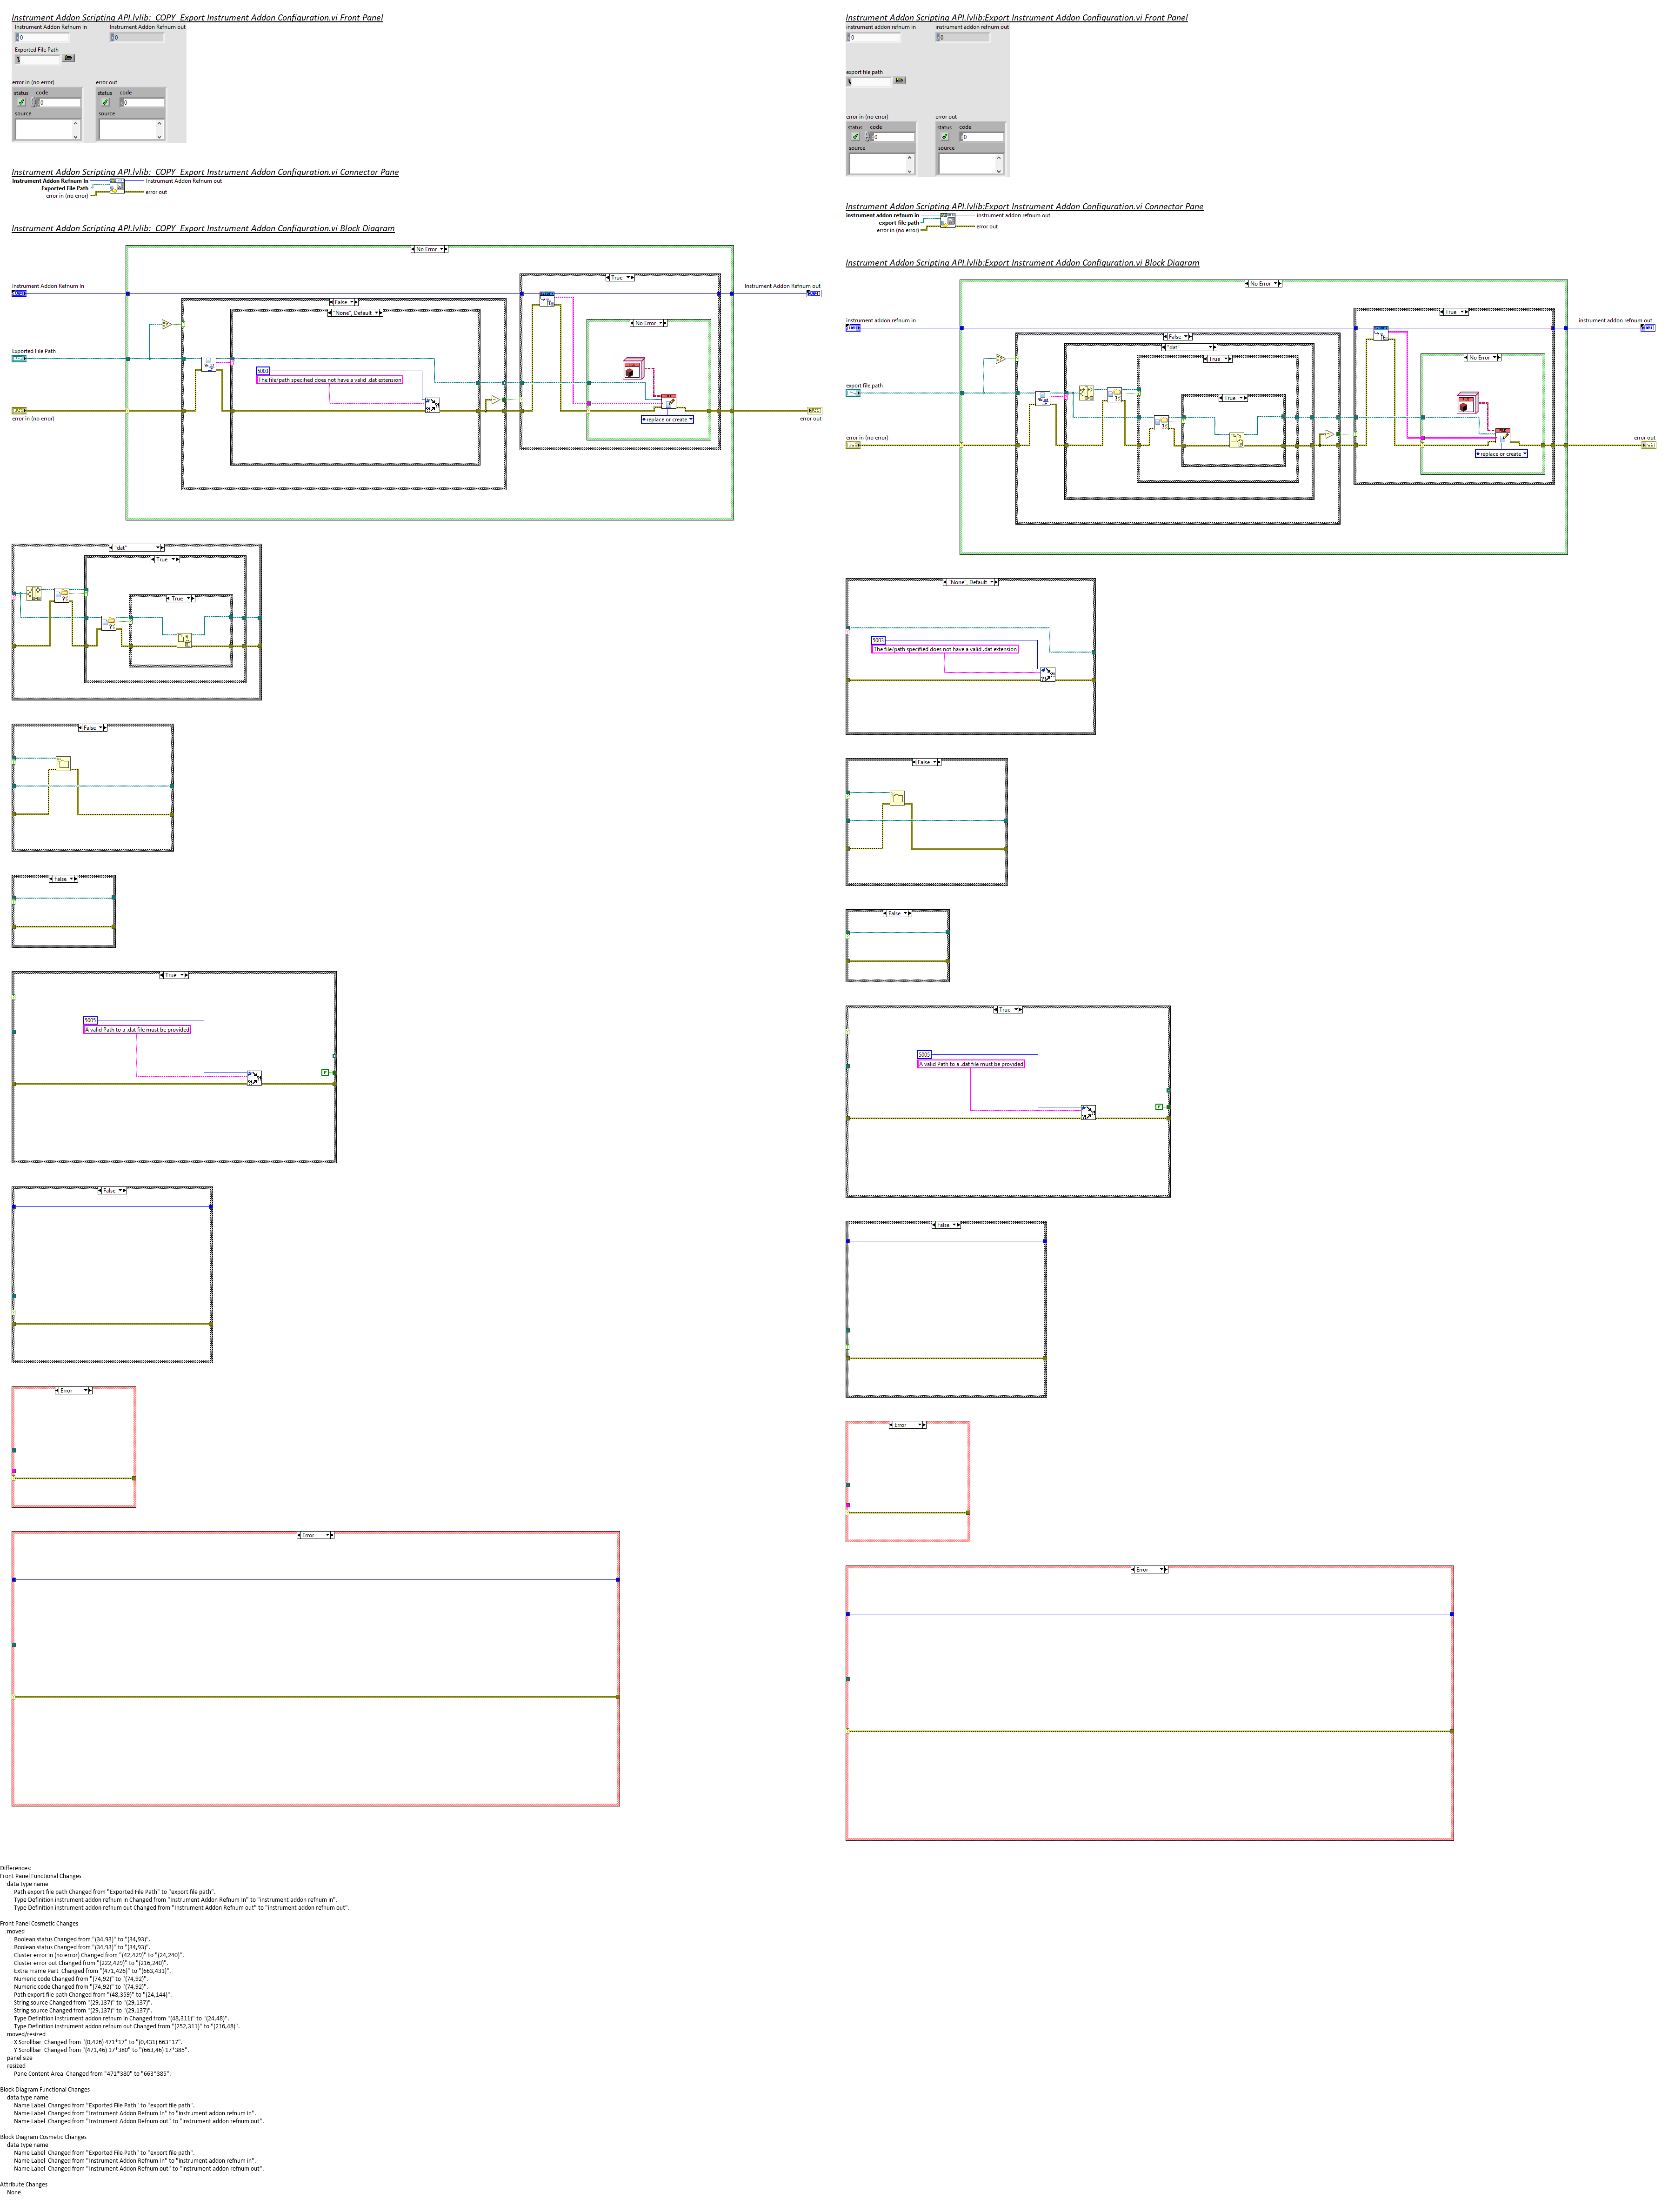 Instrument Addon Scripting API.lvlib:_COPY_Export Instrument Addon Configuration.vi Front Panel
Instrument Addon Refnum In
Instrument Addon Refnum out
0
0
Exported File Path
error in (no error)
error out
status
code
status
code
0
0
source
source
Instrument Addon Scripting API.lvlib:_COPY_Export Instrument Addon Configuration.vi Connector Pane
Instrument Addon Refnum In
Instrument Addon Refnum out
Exported File Path
error in (no error)
error out
Instrument Addon Scripting API.lvlib:_COPY_Export Instrument Addon Configuration.vi Block Diagram
No Error
True
Instrument Addon Refnum In
Instrument Addon Refnum out
False
"None", Default
No Error
Exported File Path
5003
The file/path specified does not have a valid .dat extension
replace or create
error in (no error)
error out
"dat"
True
True
False
False
True
5005
A valid Path to a .dat file must be provided
F
False
Error
Error
Instrument Addon Scripting API.lvlib:Export Instrument Addon Configuration.vi Front Panel
instrument addon refnum in
instrument addon refnum out
0
0
export file path
error in (no error)
error out
status
code
status
code
0
0
source
source
Instrument Addon Scripting API.lvlib:Export Instrument Addon Configuration.vi Connector Pane
instrument addon refnum in
instrument addon refnum out
export file path
error in (no error)
error out
Instrument Addon Scripting API.lvlib:Export Instrument Addon Configuration.vi Block Diagram
No Error
True
instrument addon refnum in
instrument addon refnum out
False
"dat"
True
No Error
export file path
True
error in (no error)
error out
replace or create
"None", Default
5003
The file/path specified does not have a valid .dat extension
False
False
True
5005
A valid Path to a .dat file must be provided
F
False
Error
Error
Differences:
Front Panel Functional Changes
data type name
Path export file path Changed from "Exported File Path" to "export file path".
Type Definition instrument addon refnum in Changed from "Instrument Addon Refnum In" to "instrument addon refnum in".
Type Definition instrument addon refnum out Changed from "Instrument Addon Refnum out" to "instrument addon refnum out".
Front Panel Cosmetic Changes
moved
Boolean status Changed from "(34,93)" to "(34,93)".
Boolean status Changed from "(34,93)" to "(34,93)".
Cluster error in (no error) Changed from "(42,429)" to "(24,240)".
Cluster error out Changed from "(222,429)" to "(216,240)".
Extra Frame Part  Changed from "(471,426)" to "(663,431)".
Numeric code Changed from "(74,92)" to "(74,92)".
Numeric code Changed from "(74,92)" to "(74,92)".
Path export file path Changed from "(48,359)" to "(24,144)".
String source Changed from "(29,137)" to "(29,137)".
String source Changed from "(29,137)" to "(29,137)".
Type Definition instrument addon refnum in Changed from "(48,311)" to "(24,48)".
Type Definition instrument addon refnum out Changed from "(252,311)" to "(216,48)".
moved/resized
X Scrollbar  Changed from "(0,426) 471*17" to "(0,431) 663*17".
Y Scrollbar  Changed from "(471,46) 17*380" to "(663,46) 17*385".
panel size
resized
Pane Content Area  Changed from "471*380" to "663*385".
Block Diagram Functional Changes
data type name
Name Label  Changed from "Exported File Path" to "export file path".
Name Label  Changed from "Instrument Addon Refnum In" to "instrument addon refnum in".
Name Label  Changed from "Instrument Addon Refnum out" to "instrument addon refnum out".
Block Diagram Cosmetic Changes
data type name
Name Label  Changed from "Exported File Path" to "export file path".
Name Label  Changed from "Instrument Addon Refnum In" to "instrument addon refnum in".
Name Label  Changed from "Instrument Addon Refnum out" to "instrument addon refnum out".
Attribute Changes
None